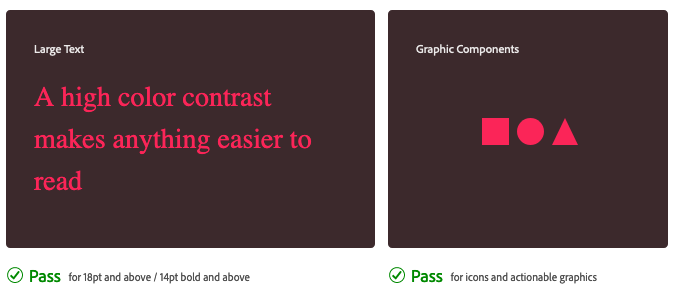 Large Text
A high color contrast
makes anything easier to
read
Pass for 18pt and above / 14pt bold and above
Graphic Components
Pass for icons and actionable graphics